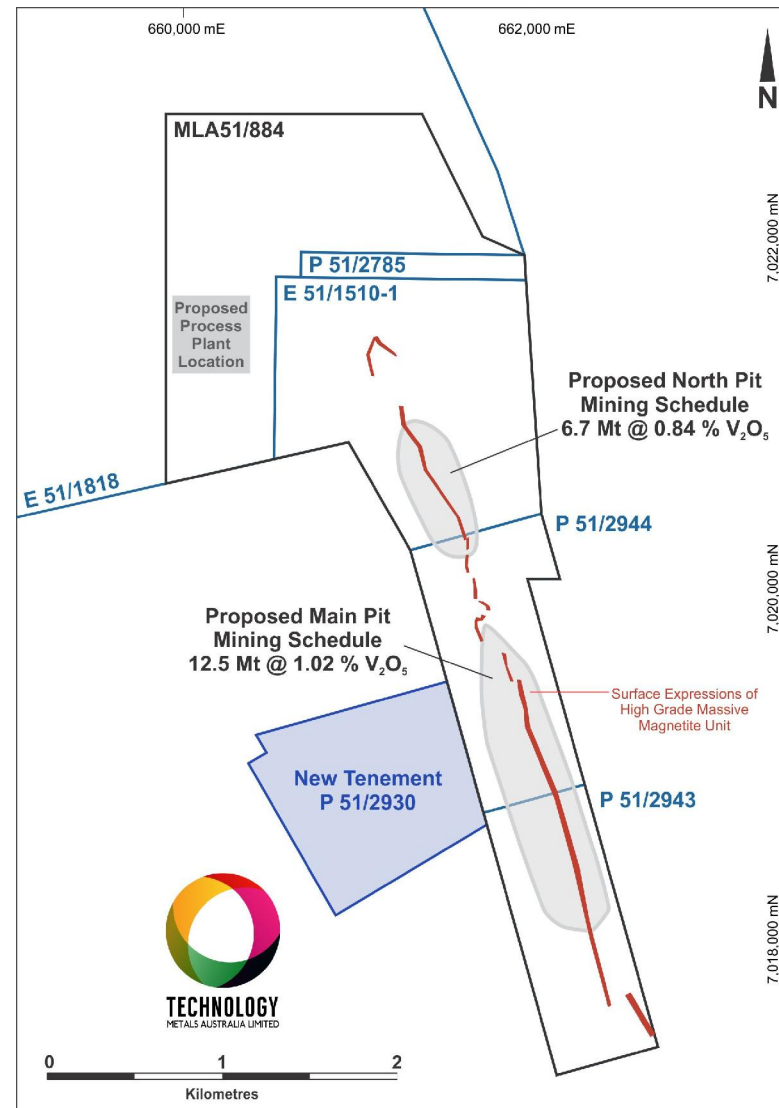 660,000 mE
662,000 mE
N
MLA51/884
7,022,000 mN
P 51/2785
E 51/1510-1
Proposed
Process
Plant
Location
Proposed North Pit
Mining Schedule
6.7 Mt @ 0.84 % V₂O₅
E 51/1818
P 51/2944
7,020,000 mN
Proposed Main Pit
Mining Schedule
12.5 Mt @ 1.02 % V₂O₅
Surface Expressions of
High Grade Massive
Magnetite Unit
New Tenement
P 51/2930
P 51/2943
7,018,000 mN
TECHNOLOGY
METALS AUSTRALIA LIMITED
0 1 2
Kilometres